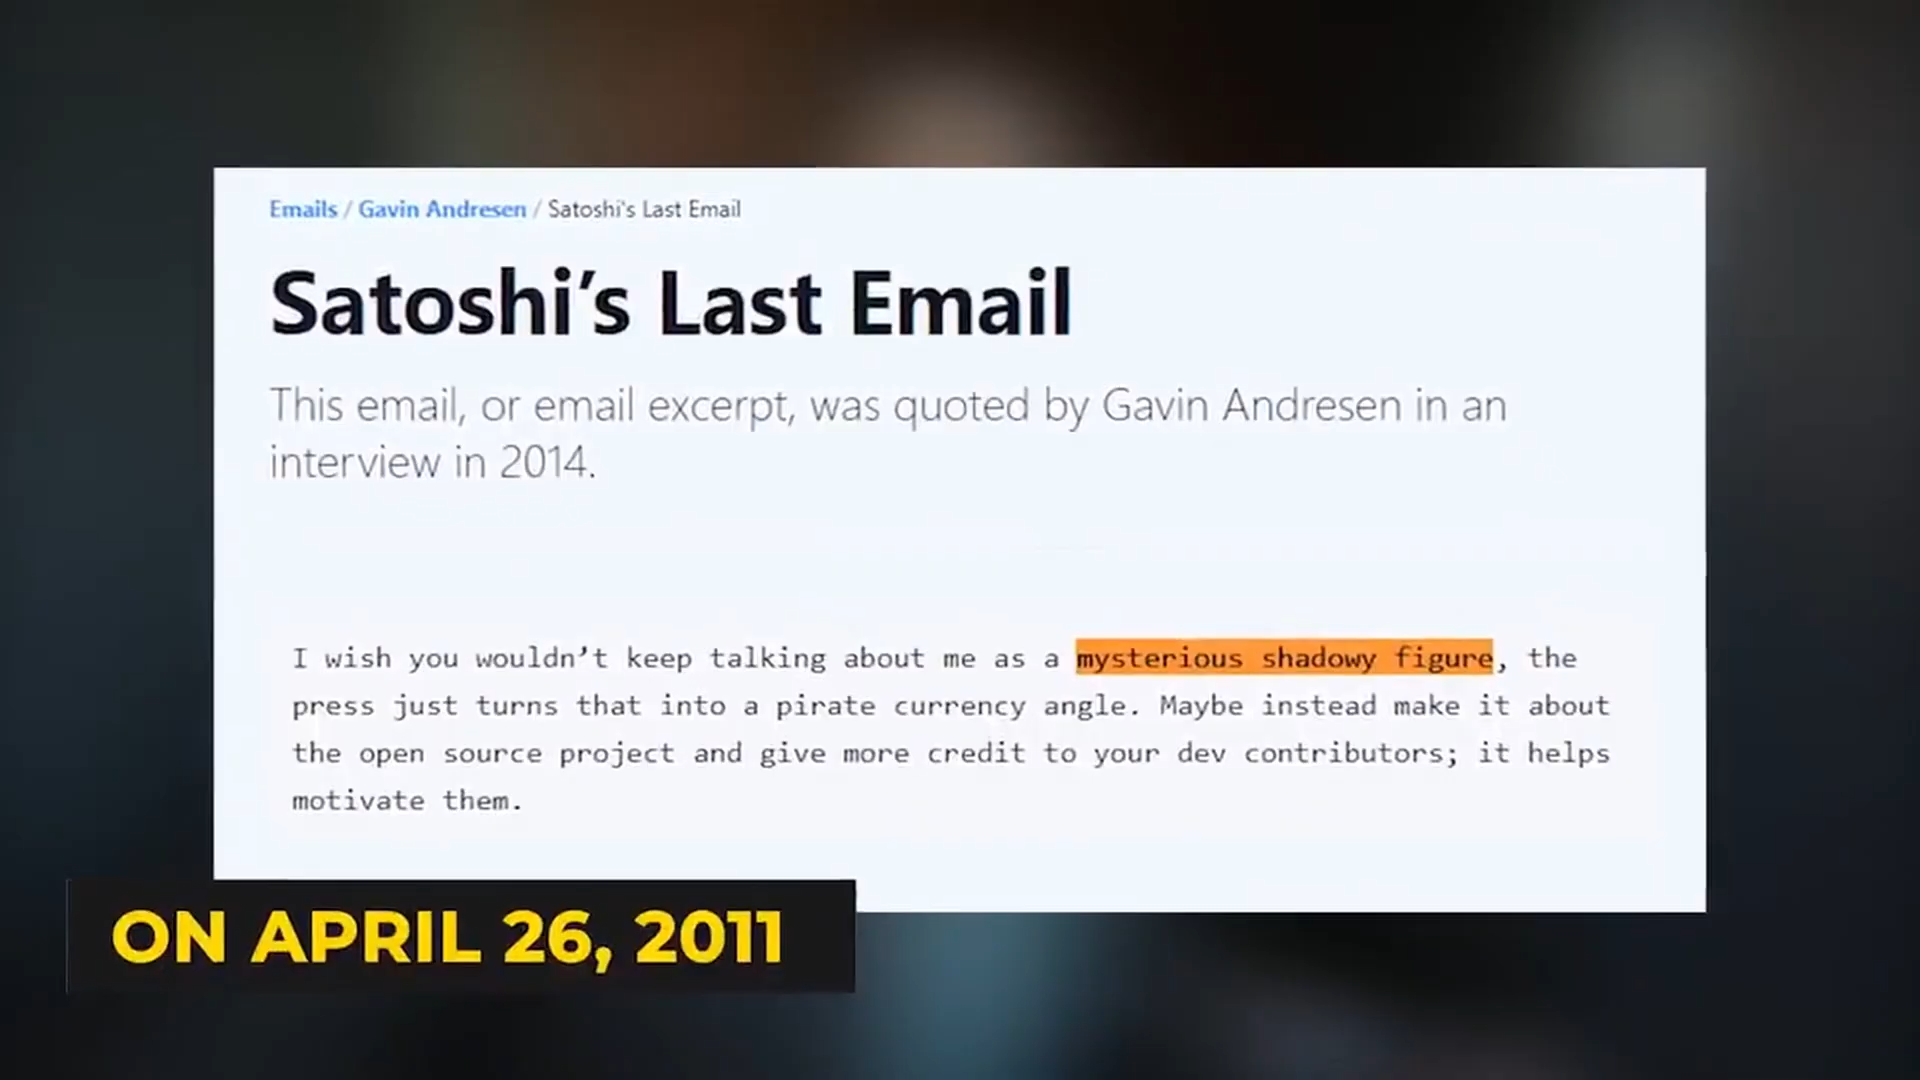 Emails / Gavin Andresen / Satoshi's Last Email
Satoshi’s Last Email
This email, or email excerpt, was quoted by Gavin Andresen in an
interview in 2014.
I wish you wouldn’t keep talking about me as a mysterious shadowy figure, the
press just turns that into a pirate currency angle. Maybe instead make it about
the open source project and give more credit to your dev contributors; it helps
motivate them.
ON APRIL 26, 2011